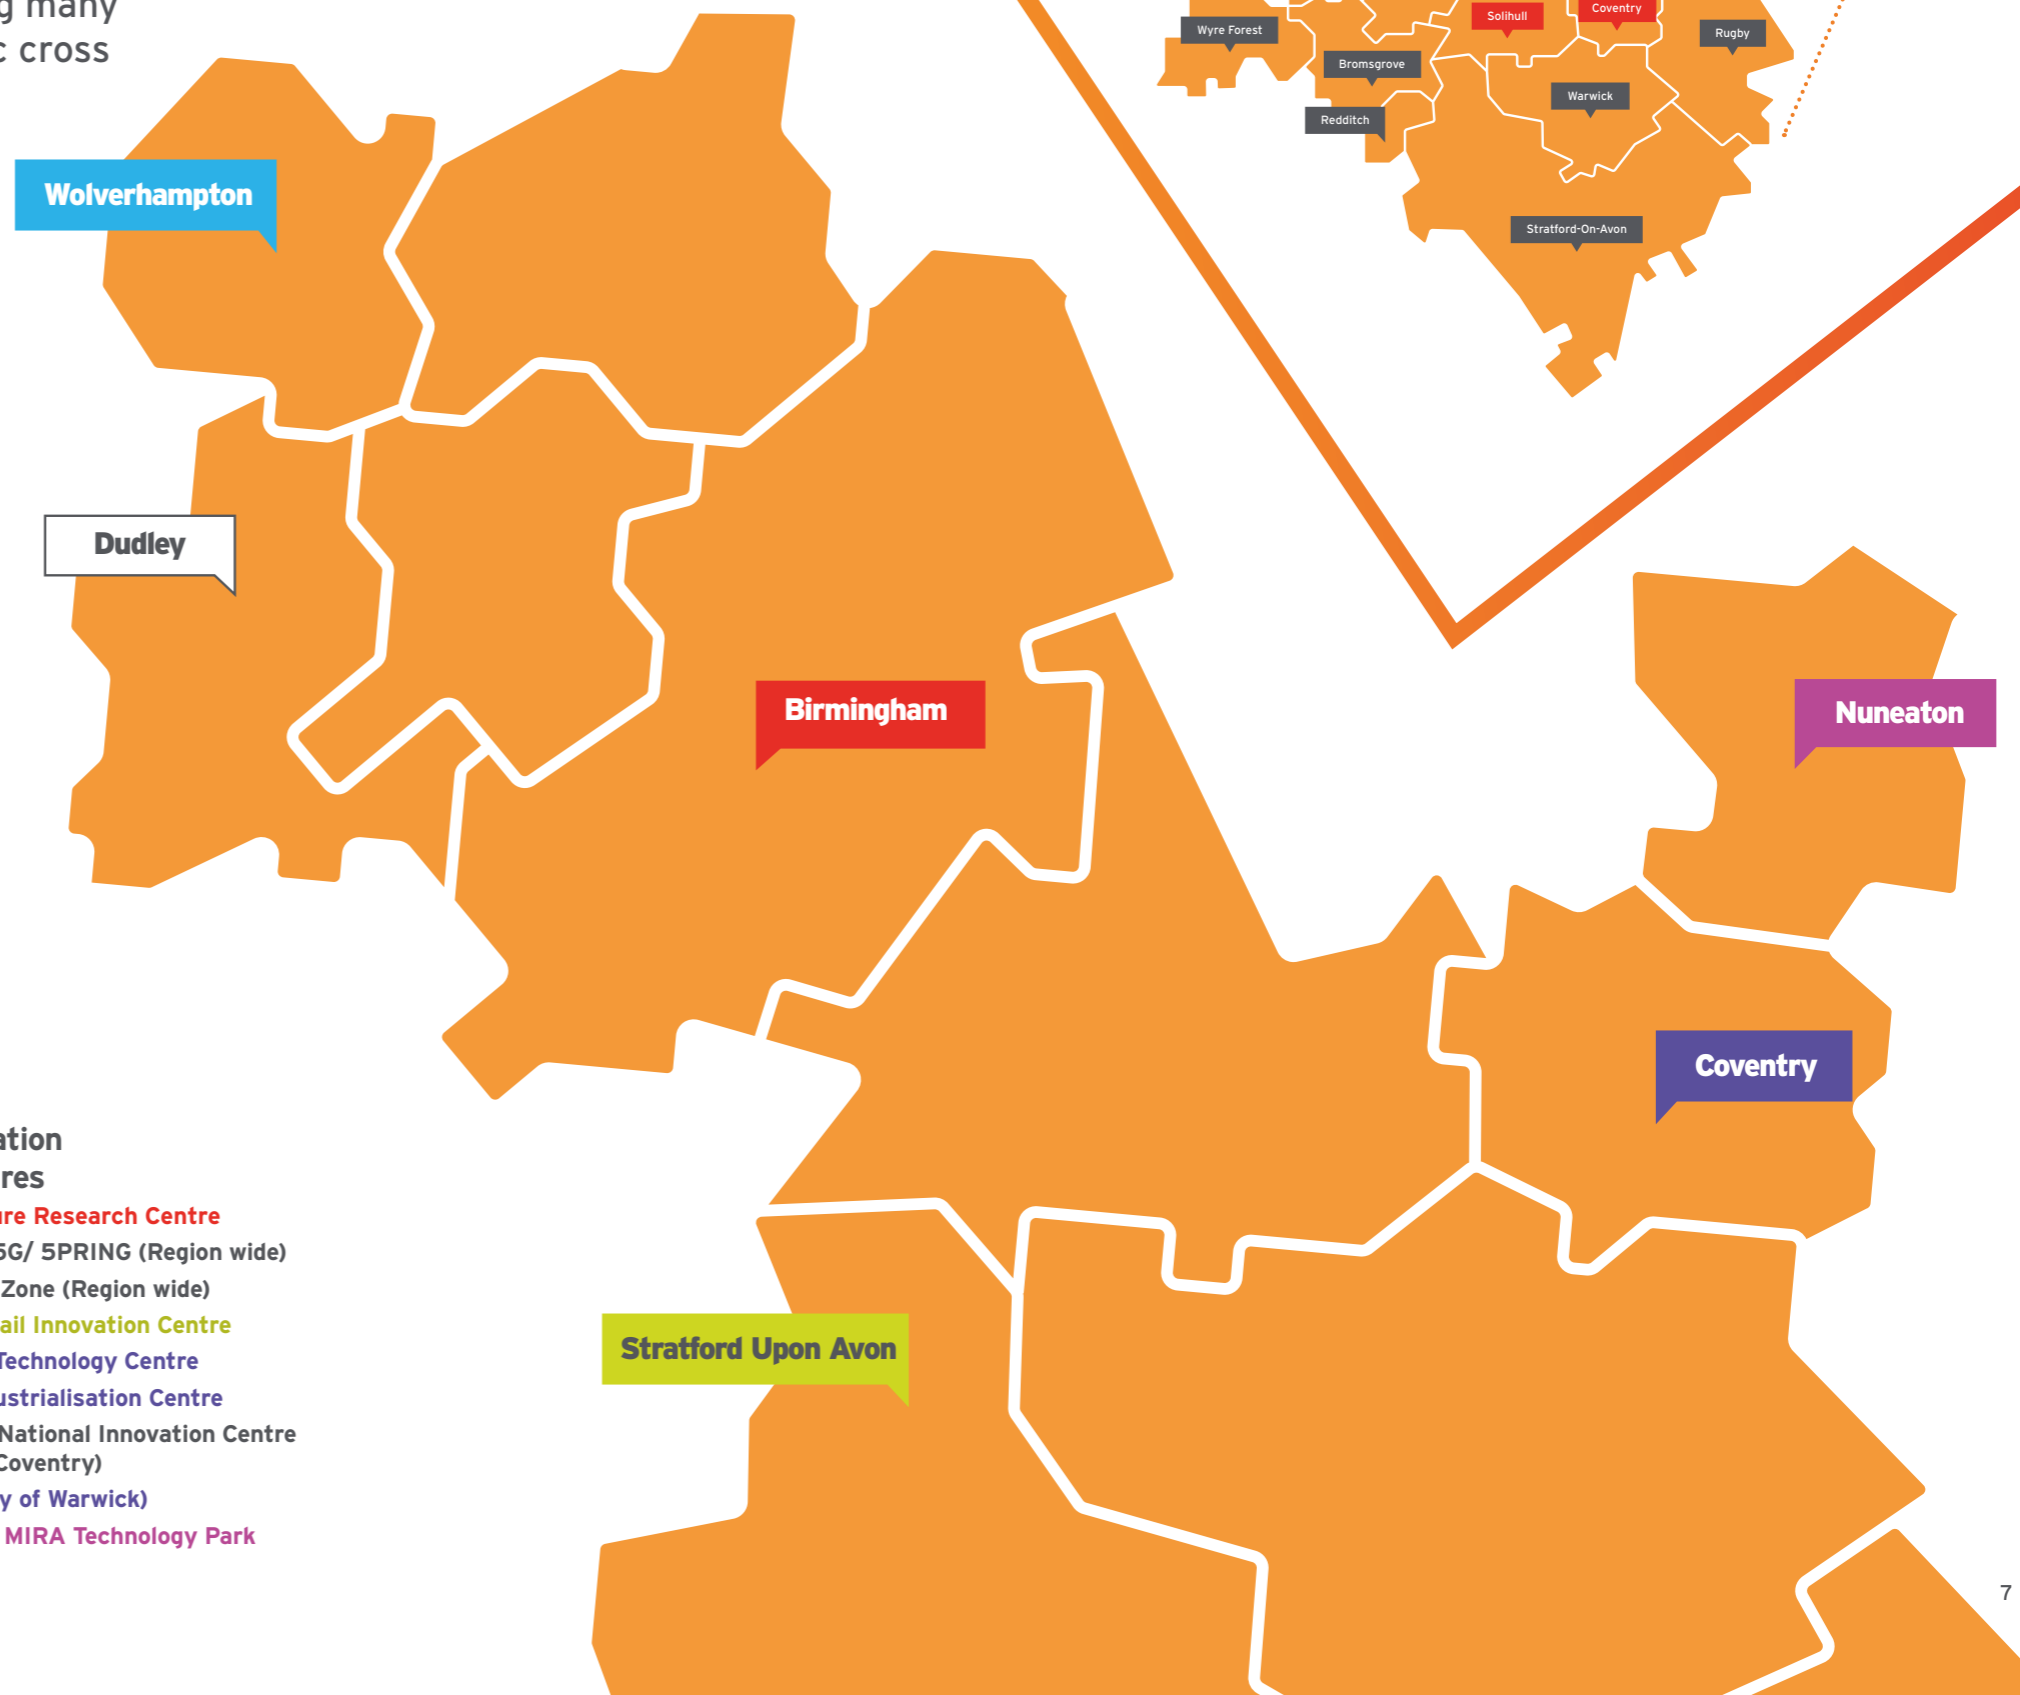 many
cross
Wyre Forest
Solihull
Coventry
Rugby
Bromsgrove
Warwick
Redditch
Stratford-On-Avon
Wolverhampton
Dudley
Birmingham
Nuneaton
Coventry
Stratford Upon Avon
ation
res
ure Research Centre
5G/ 5PRING (Region wide)
Zone (Region wide)
ail Innovation Centre
Technology Centre
ustrialisation Centre
National Innovation Centre
Coventry)
y of Warwick)
MIRA Technology Park
7